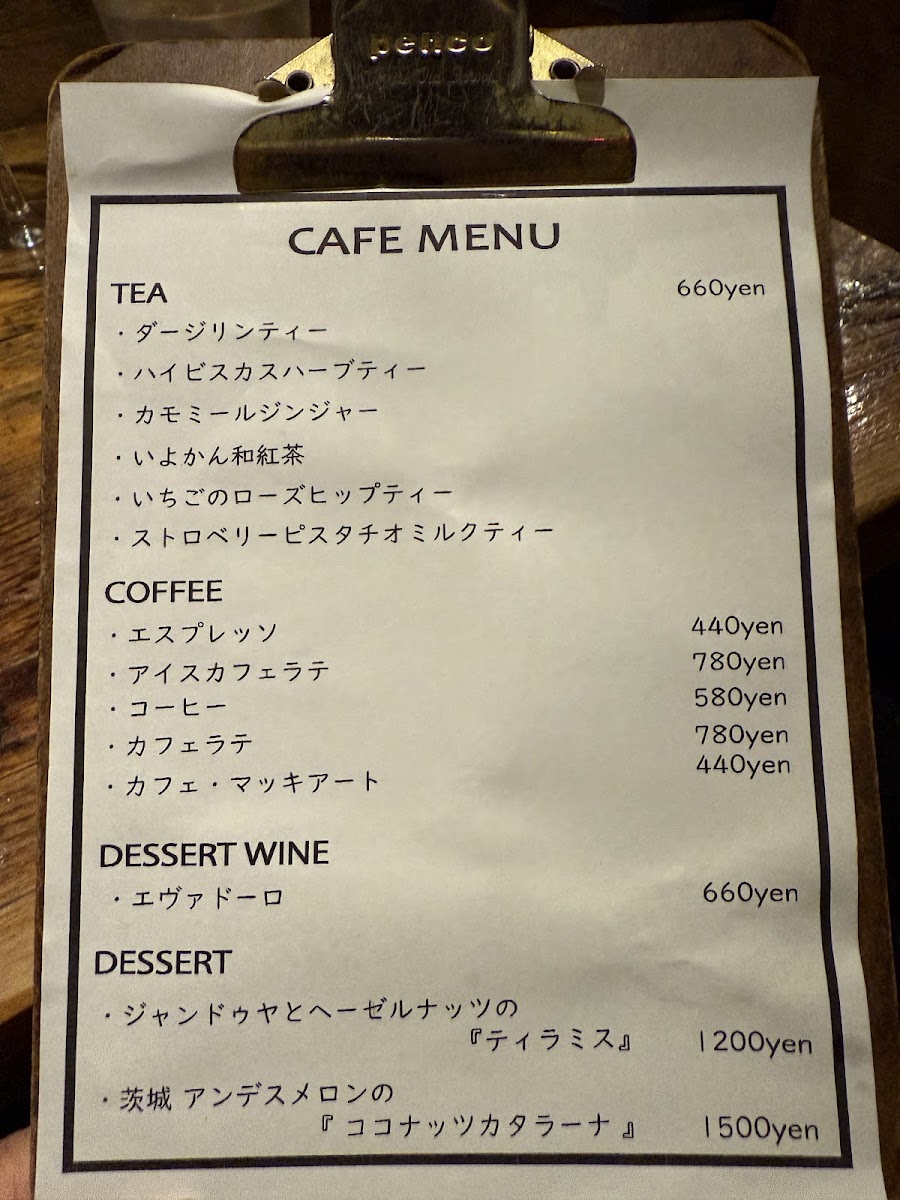 penco
CAFE MENU
TEA 660yen
・ダージリンティー
・ハイビスカスハーブティー
・カモミールジンジャー
・いよかん和紅茶
・いちごのローズヒップティー
・ストロベリーピスタチオミルクティー
COFFEE
・エスプレッソ 440yen
・アイスカフェラテ 780yen
・コーヒー 580yen
・カフェラテ 780yen
・カフェ・マッキアート 440yen
DESSERT WINE
・エヴァドーロ 660yen
DESSERT
・ジャンドゥヤとヘーゼルナッツの
『ティラミス』 1200yen
・茨城 アンデスメロンの
『 ココナッツカタラーナ 』 1500yen